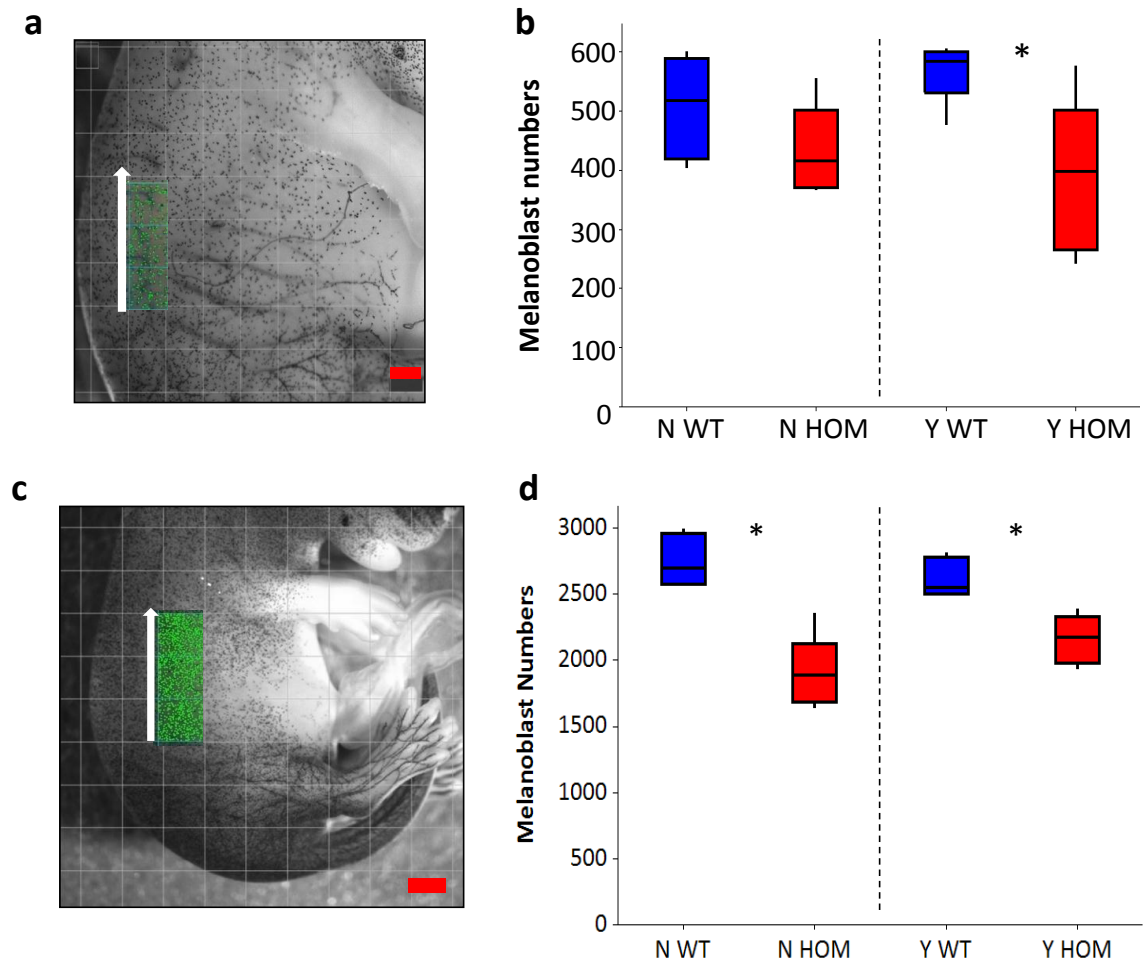 a
b
Melanoblast numbers
600
500
400
300
200
100
0
*
N WT
N HOM
Y WT
Y HOM
c
d
Melanoblast Numbers
3000
2500
2000
1500
1000
500
0
*
*
N WT
N HOM
Y WT
Y HOM